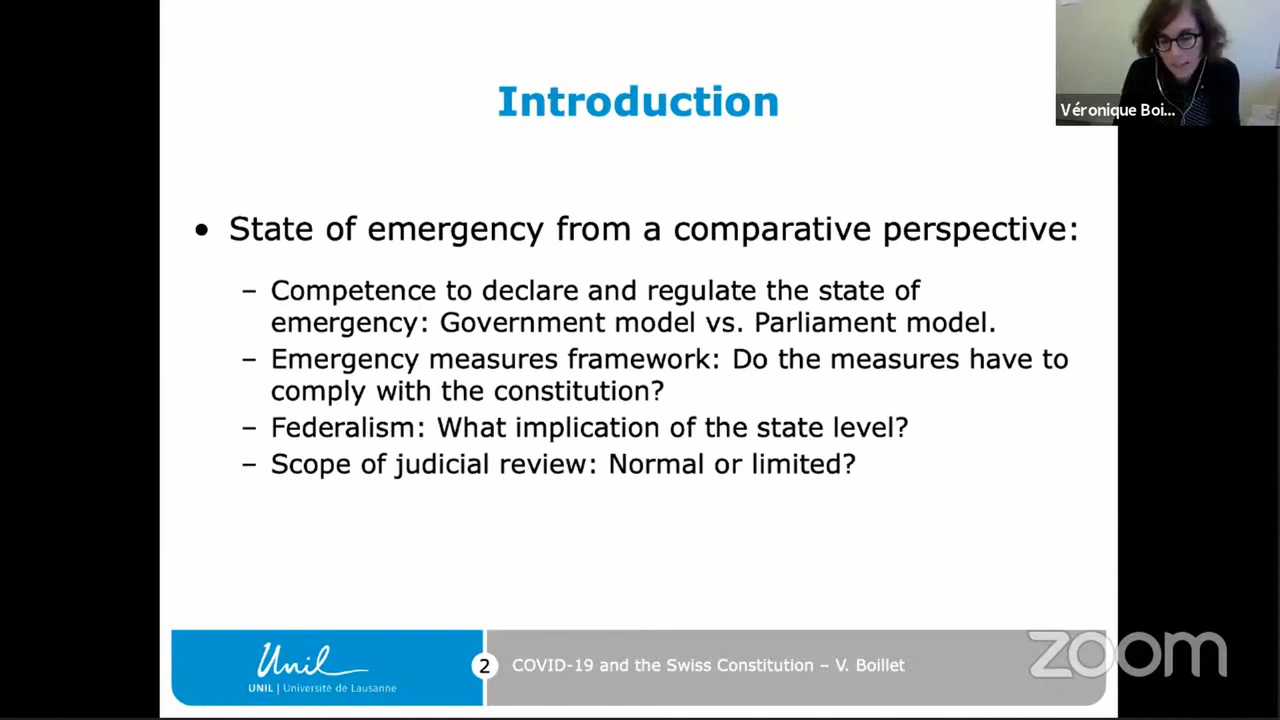 Introduction
Véronique Boi...
• State of emergency from a comparative perspective:
– Competence to declare and regulate the state of
emergency: Government model vs. Parliament model.
– Emergency measures framework: Do the measures have to
comply with the constitution?
– Federalism: What implication of the state level?
– Scope of judicial review: Normal or limited?
Unil
UNIL | Université de Lausanne
2
COVID-19 and the Swiss Constitution – V. Boillet
zoom